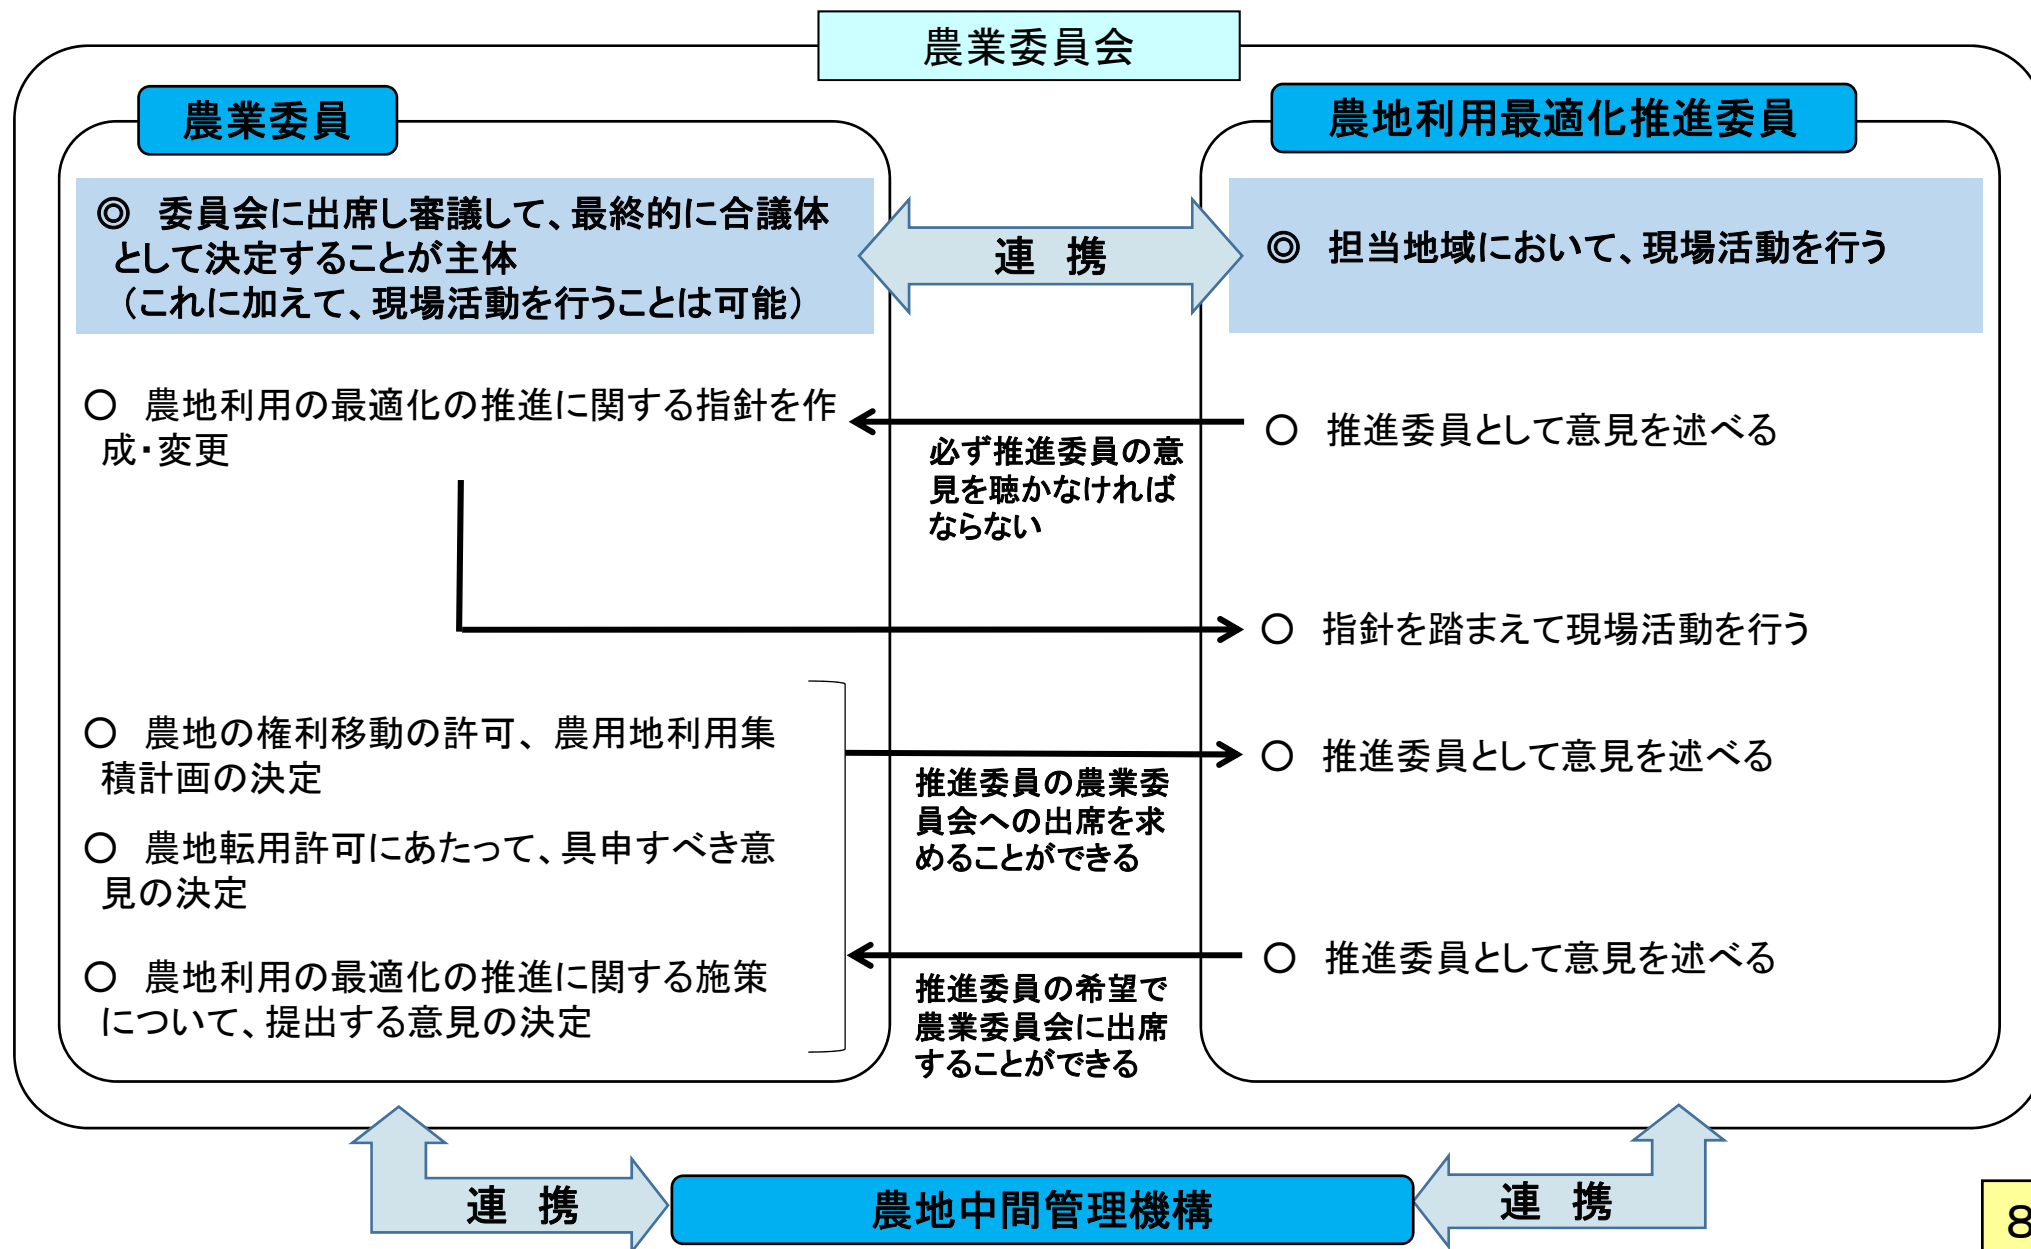 農業委員会
農業委員
◎　委員会に出席し審議して、最終的に合議体
として決定することが主体
（これに加えて、現場活動を行うことは可能）
連　携
農地利用最適化推進委員
◎　担当地域において、現場活動を行う
○　農地利用の最適化の推進に関する指針を作
成・変更
必ず推進委員の意
見を聴かなければ
ならない
○　推進委員として意見を述べる
○　指針を踏まえて現場活動を行う
○　農地の権利移動の許可、農用地利用集
積計画の決定
推進委員の農業委
員会への出席を求
めることができる
○　推進委員として意見を述べる
○　農地転用許可にあたって、具申すべき意
見の決定
○　農地利用の最適化の推進に関する施策
について、提出する意見の決定
推進委員の希望で
農業委員会に出席
することができる
○　推進委員として意見を述べる
連　携
農地中間管理機構
連　携
8